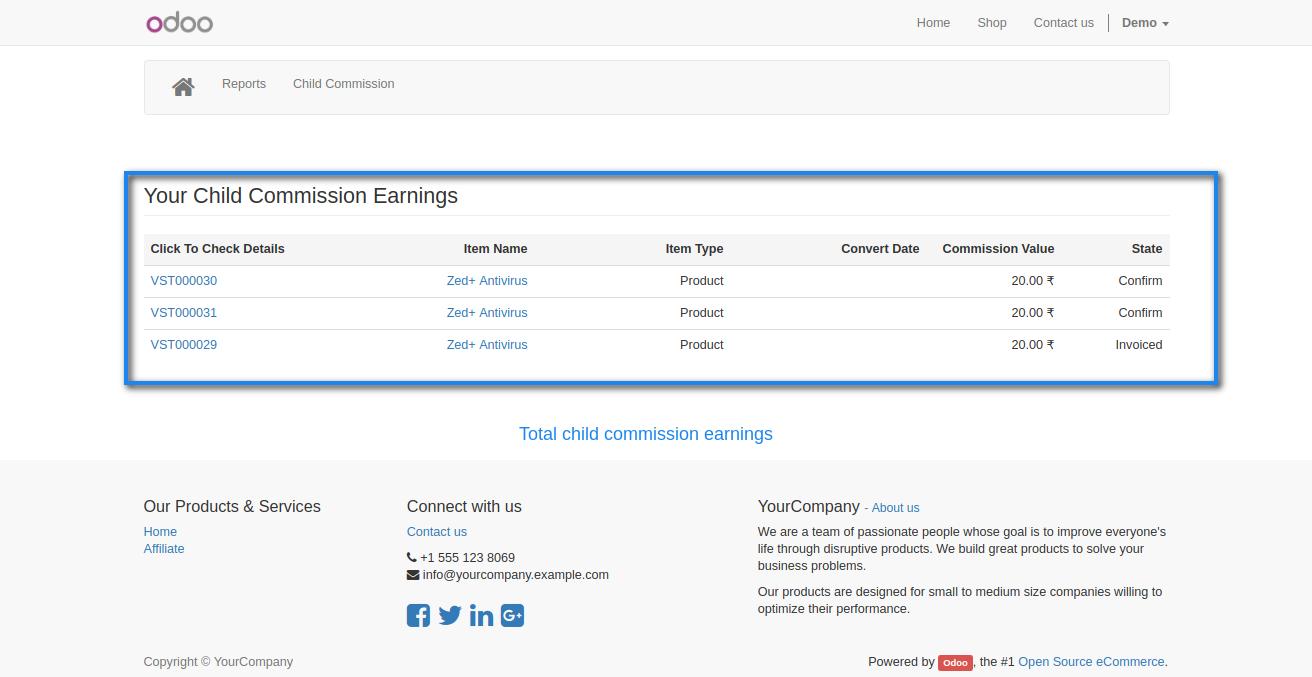 odoo
Home Shop Contact us Demo
Reports Child Commission
Your Child Commission Earnings
Click To Check Details Item Name Item Type Convert Date Commission Value State
VST000030 Zed+ Antivirus Product 20.00 ₹ Confirm
VST000031 Zed+ Antivirus Product 20.00 ₹ Confirm
VST000029 Zed+ Antivirus Product 20.00 ₹ Invoiced
Total child commission earnings
Our Products & Services
Home
Affiliate
Connect with us
Contact us
+1 555 123 8069
info@yourcompany.example.com
YourCompany - About us
We are a team of passionate people whose goal is to improve everyone's
life through disruptive products. We build great products to solve your
business problems.
Our products are designed for small to medium size companies willing to
optimize their performance.
Copyright © YourCompany
Powered by Odoo, the #1 Open Source eCommerce.